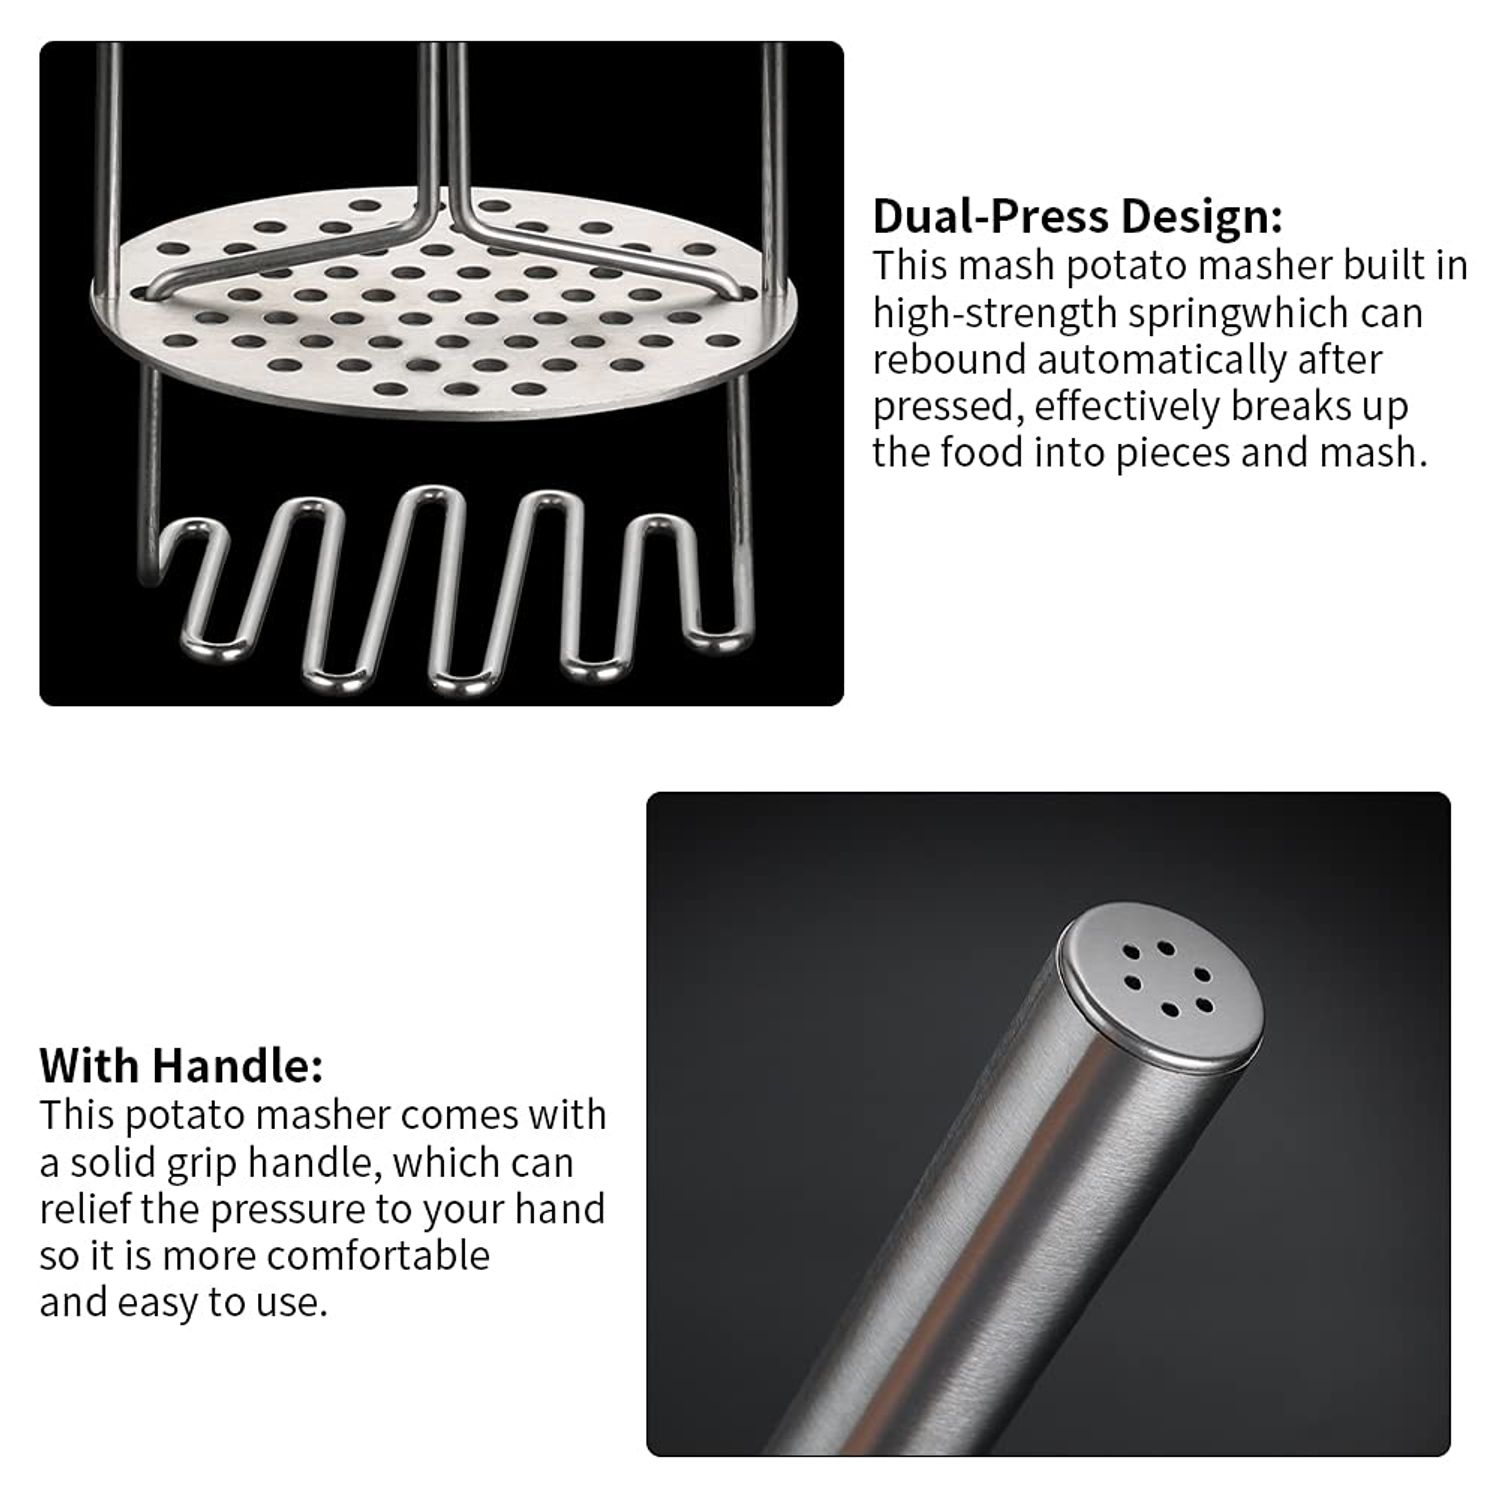 Dual-Press Design:
This mash potato masher built in
high-strength springwhich can
rebound automatically after
pressed, effectively breaks up
the food into pieces and mash.
With Handle:
This potato masher comes with
a solid grip handle, which can
relief the pressure to your hand
so it is more comfortable
and easy to use.